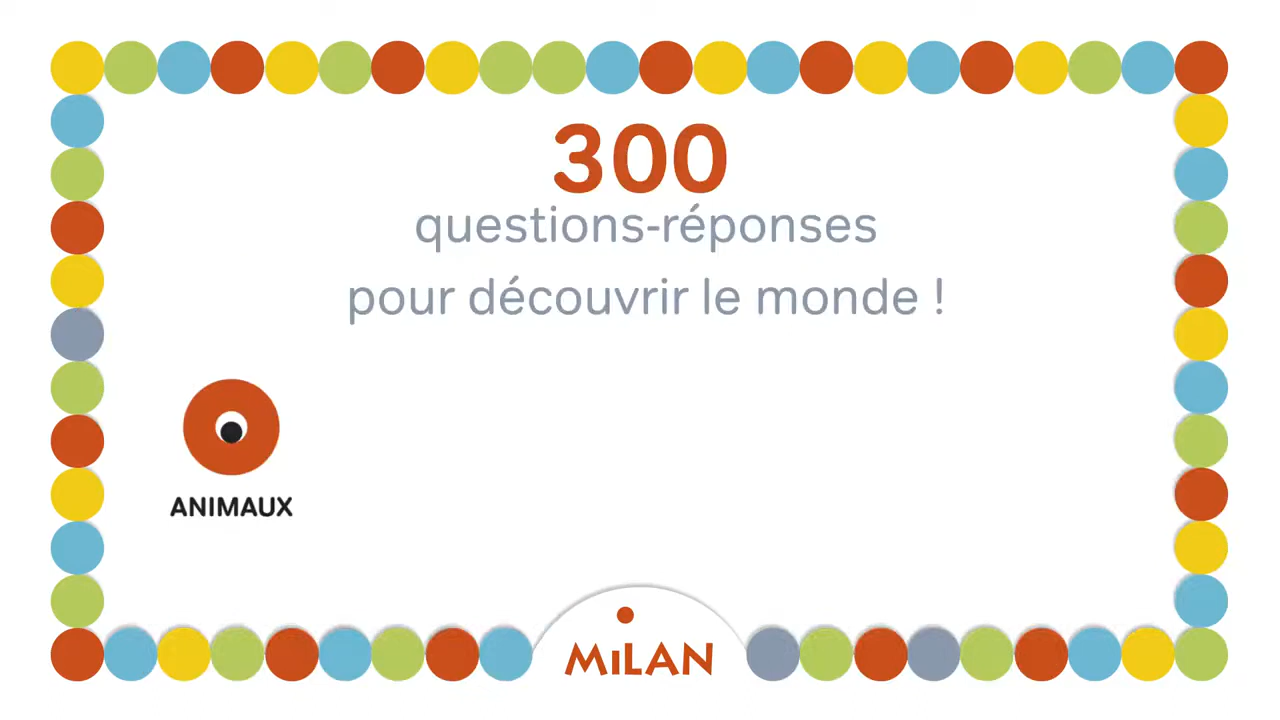 300
questions-réponses
pour découvrir le monde !
ANIMAUX
MiLAN